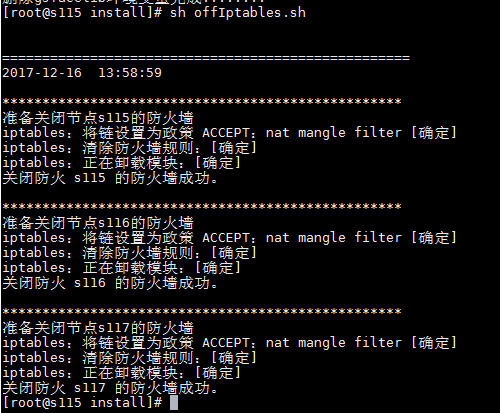 [root@s115 install]# sh offIptables.sh
==================================================
2017-12-16  13:58:59
**************************************************
准备关闭节点s115的防火墙
iptables：将链设置为政策 ACCEPT：nat mangle filter [确定]
iptables：清除防火墙规则：[确定]
iptables：正在卸载模块：[确定]
关闭防火 s115 的防火墙成功。
**************************************************
准备关闭节点s116的防火墙
iptables：将链设置为政策 ACCEPT：nat mangle filter [确定]
iptables：清除防火墙规则：[确定]
iptables：正在卸载模块：[确定]
关闭防火 s116 的防火墙成功。
**************************************************
准备关闭节点s117的防火墙
iptables：将链设置为政策 ACCEPT：nat mangle filter [确定]
iptables：清除防火墙规则：[确定]
iptables：正在卸载模块：[确定]
关闭防火 s117 的防火墙成功。
[root@s115 install]#